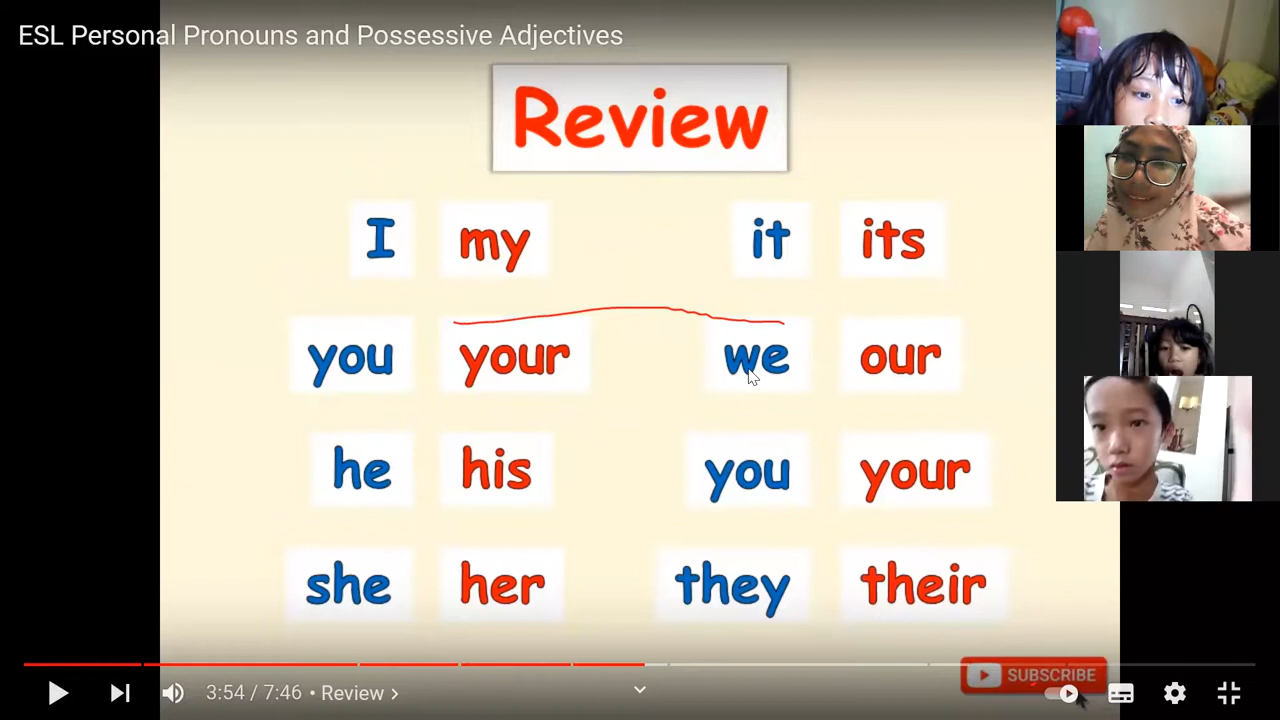 ESL Personal Pronouns and Possessive Adjectives
Review
I my it its
you your we our
he his you your
she her they their
SUBSCRIBE
3:54 / 7:46 • Review